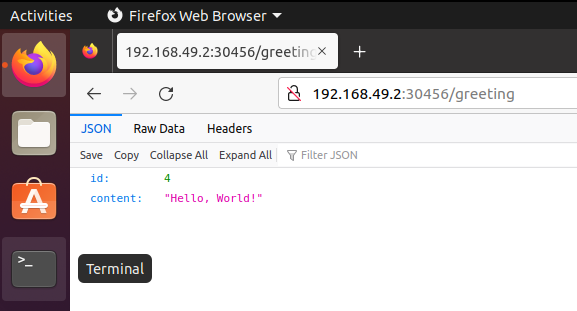 Activities Firefox Web Browser
192.168.49.2:30456/greeting
192.168.49.2:30456/greeting
JSON Raw Data Headers
Save Copy Collapse All Expand All Filter JSON
id: 4
content: "Hello, World!"
>_
Terminal